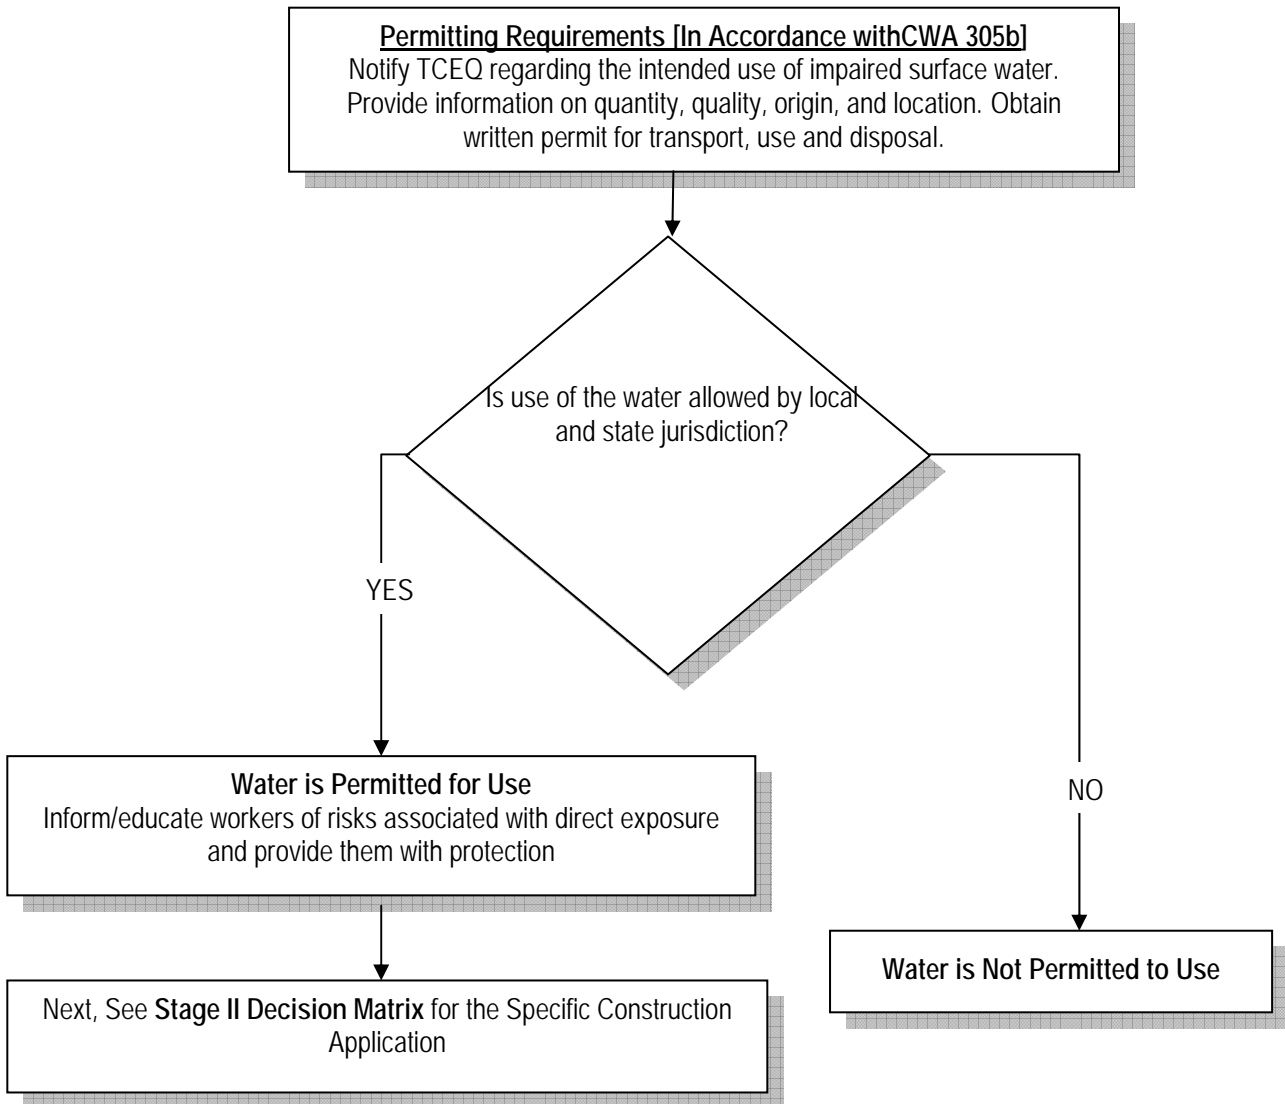 Permitting Requirements [In Accordance withCWA 305b]
Notify TCEQ regarding the intended use of impaired surface water.
Provide information on quantity, quality, origin, and location. Obtain
written permit for transport, use and disposal.
Is use of the water allowed by local
and state jurisdiction?
YES
NO
Water is Permitted for Use
Inform/educate workers of risks associated with direct exposure
and provide them with protection
Water is Not Permitted to Use
Next, See Stage II Decision Matrix for the Specific Construction
Application